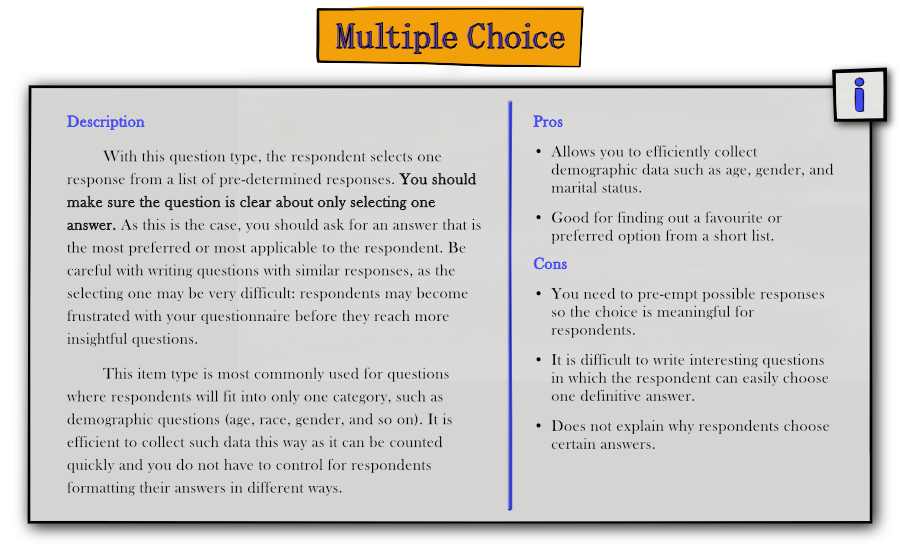 Multiple Choice
i
Description
With this question type, the respondent selects one
response from a list of pre-determined responses. You should
make sure the question is clear about only selecting one
answer. As this is the case, you should ask for an answer that is
the most preferred or most applicable to the respondent. Be
careful with writing questions with similar responses, as the
selecting one may be very difficult: respondents may become
frustrated with your questionnaire before they reach more
insightful questions.
This item type is most commonly used for questions
where respondents will fit into only one category, such as
demographic questions (age, race, gender, and so on). It is
efficient to collect such data this way as it can be counted
quickly and you do not have to control for respondents
formatting their answers in different ways.
Pros
• Allows you to efficiently collect
demographic data such as age, gender, and
marital status.
• Good for finding out a favourite or
preferred option from a short list.
Cons
• You need to pre-empt possible responses
so the choice is meaningful for
respondents.
• It is difficult to write interesting questions
in which the respondent can easily choose
one definitive answer.
• Does not explain why respondents choose
certain answers.